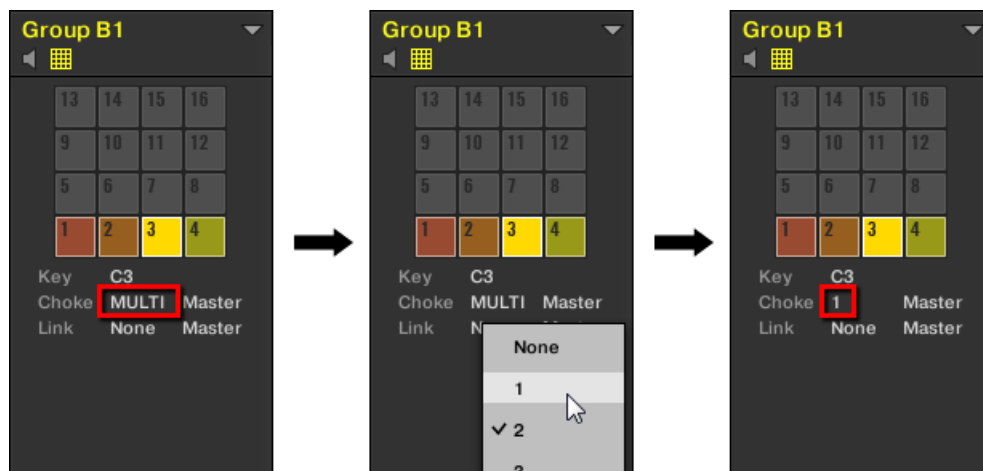 Group B1
13 14 15 16
9 10 11 12
5 6 7 8
1 2 3 4
Key C3
Choke MULTI Master
Link None Master
Group B1
13 14 15 16
9 10 11 12
5 6 7 8
1 2 3 4
Key C3
Choke MULTI Master
Link
None
1
2
Group B1
13 14 15 16
9 10 11 12
5 6 7 8
1 2 3 4
Key C3
Choke 1 Master
Link None Master